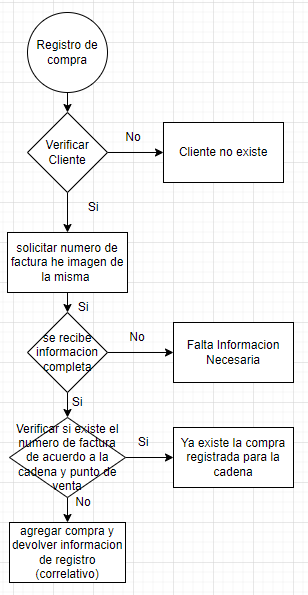 Registro de
compra
Verificar
Cliente
No
Cliente no existe
Si
solicitar numero de
factura he imagen de
la misma
Si
se recibe
informacion
completa
No
Falta Informacion
Necesaria
Si
Verificar si existe el
numero de factura
de acuerdo a la
cadena y punto de
venta
Si
Ya existe la compra
registrada para la
cadena
No
agregar compra y
devolver informacion
de registro
(correlativo)